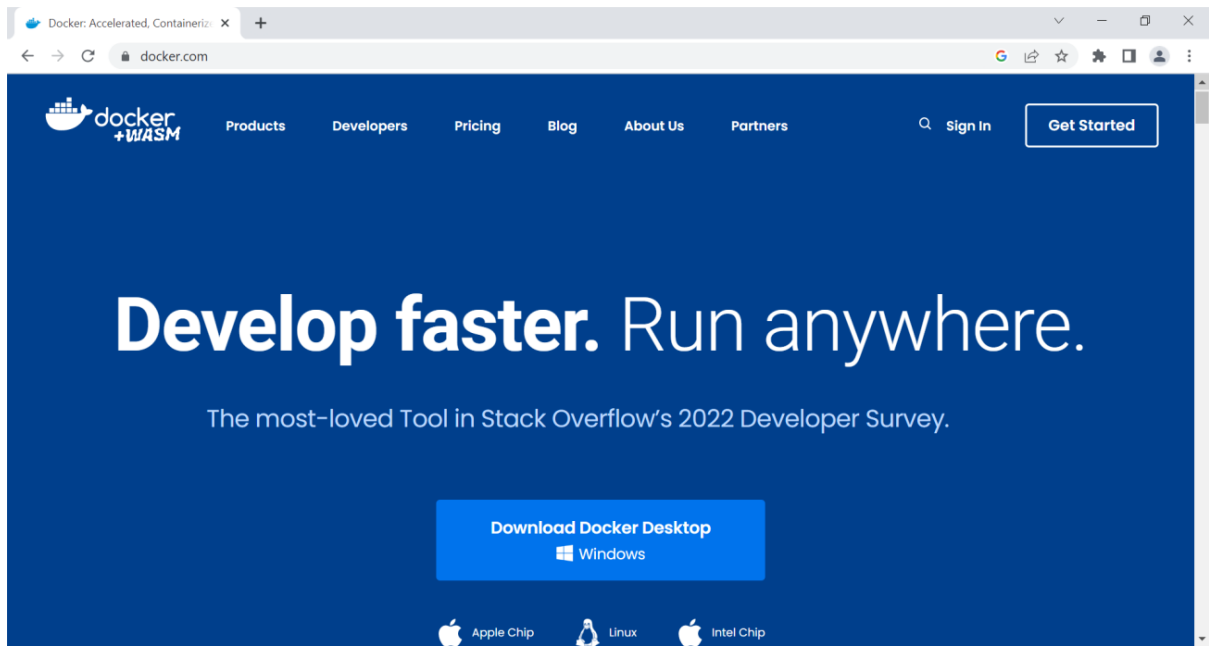 Docker: Accelerated, Containeriz
docker.com
docker
+WASM
Products Developers Pricing Blog About Us Partners Sign In Get Started
Develop faster. Run anywhere.
The most-loved Tool in Stack Overflow's 2022 Developer Survey.
Download Docker Desktop
Windows
Apple Chip Linux Intel Chip